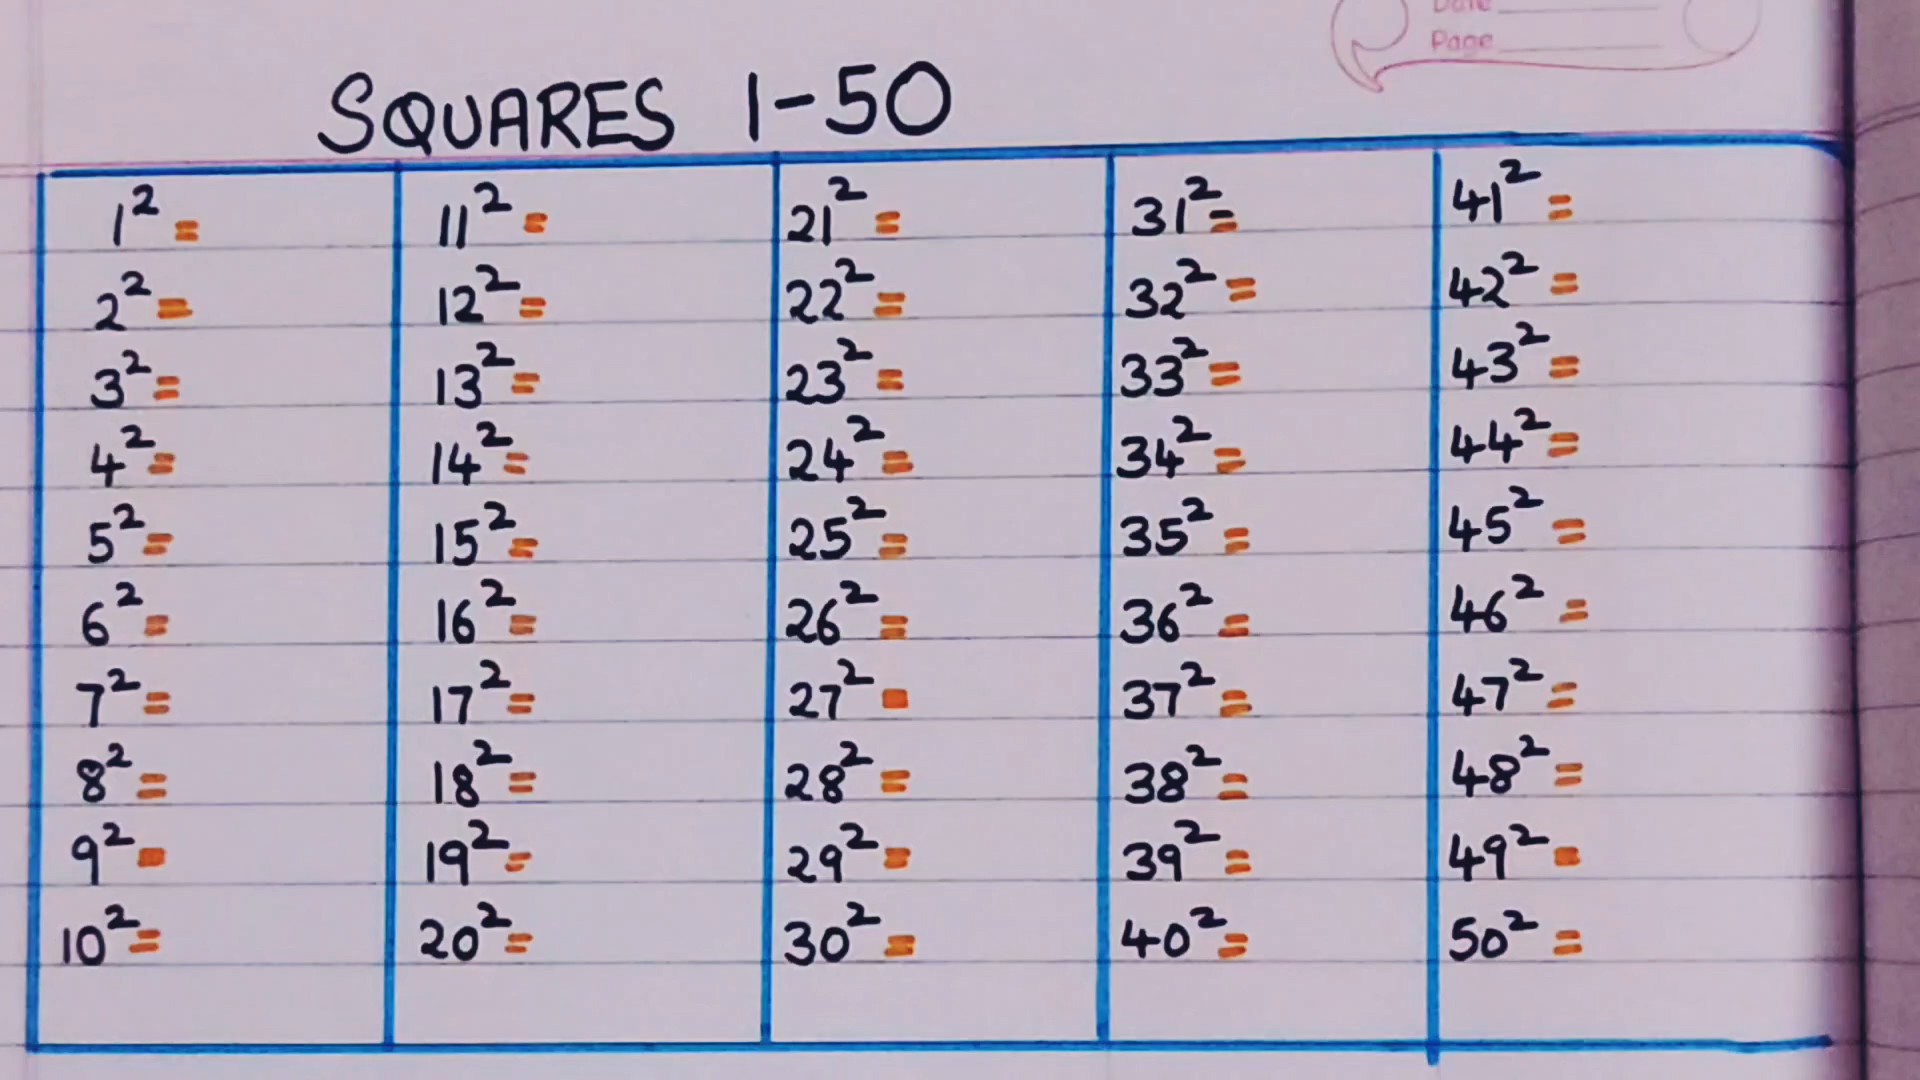 Date
Page
SQUARES 1-50
1² = 11² = 21² = 31² = 41² =
2² = 12² = 22² = 32² = 42² =
3² = 13² = 23² = 33² = 43² =
4² = 14² = 24² = 34² = 44² =
5² = 15² = 25² = 35² = 45² =
6² = 16² = 26² = 36² = 46² =
7² = 17² = 27² = 37² = 47² =
8² = 18² = 28² = 38² = 48² =
9² = 19² = 29² = 39² = 49² =
10² = 20² = 30² = 40² = 50² =